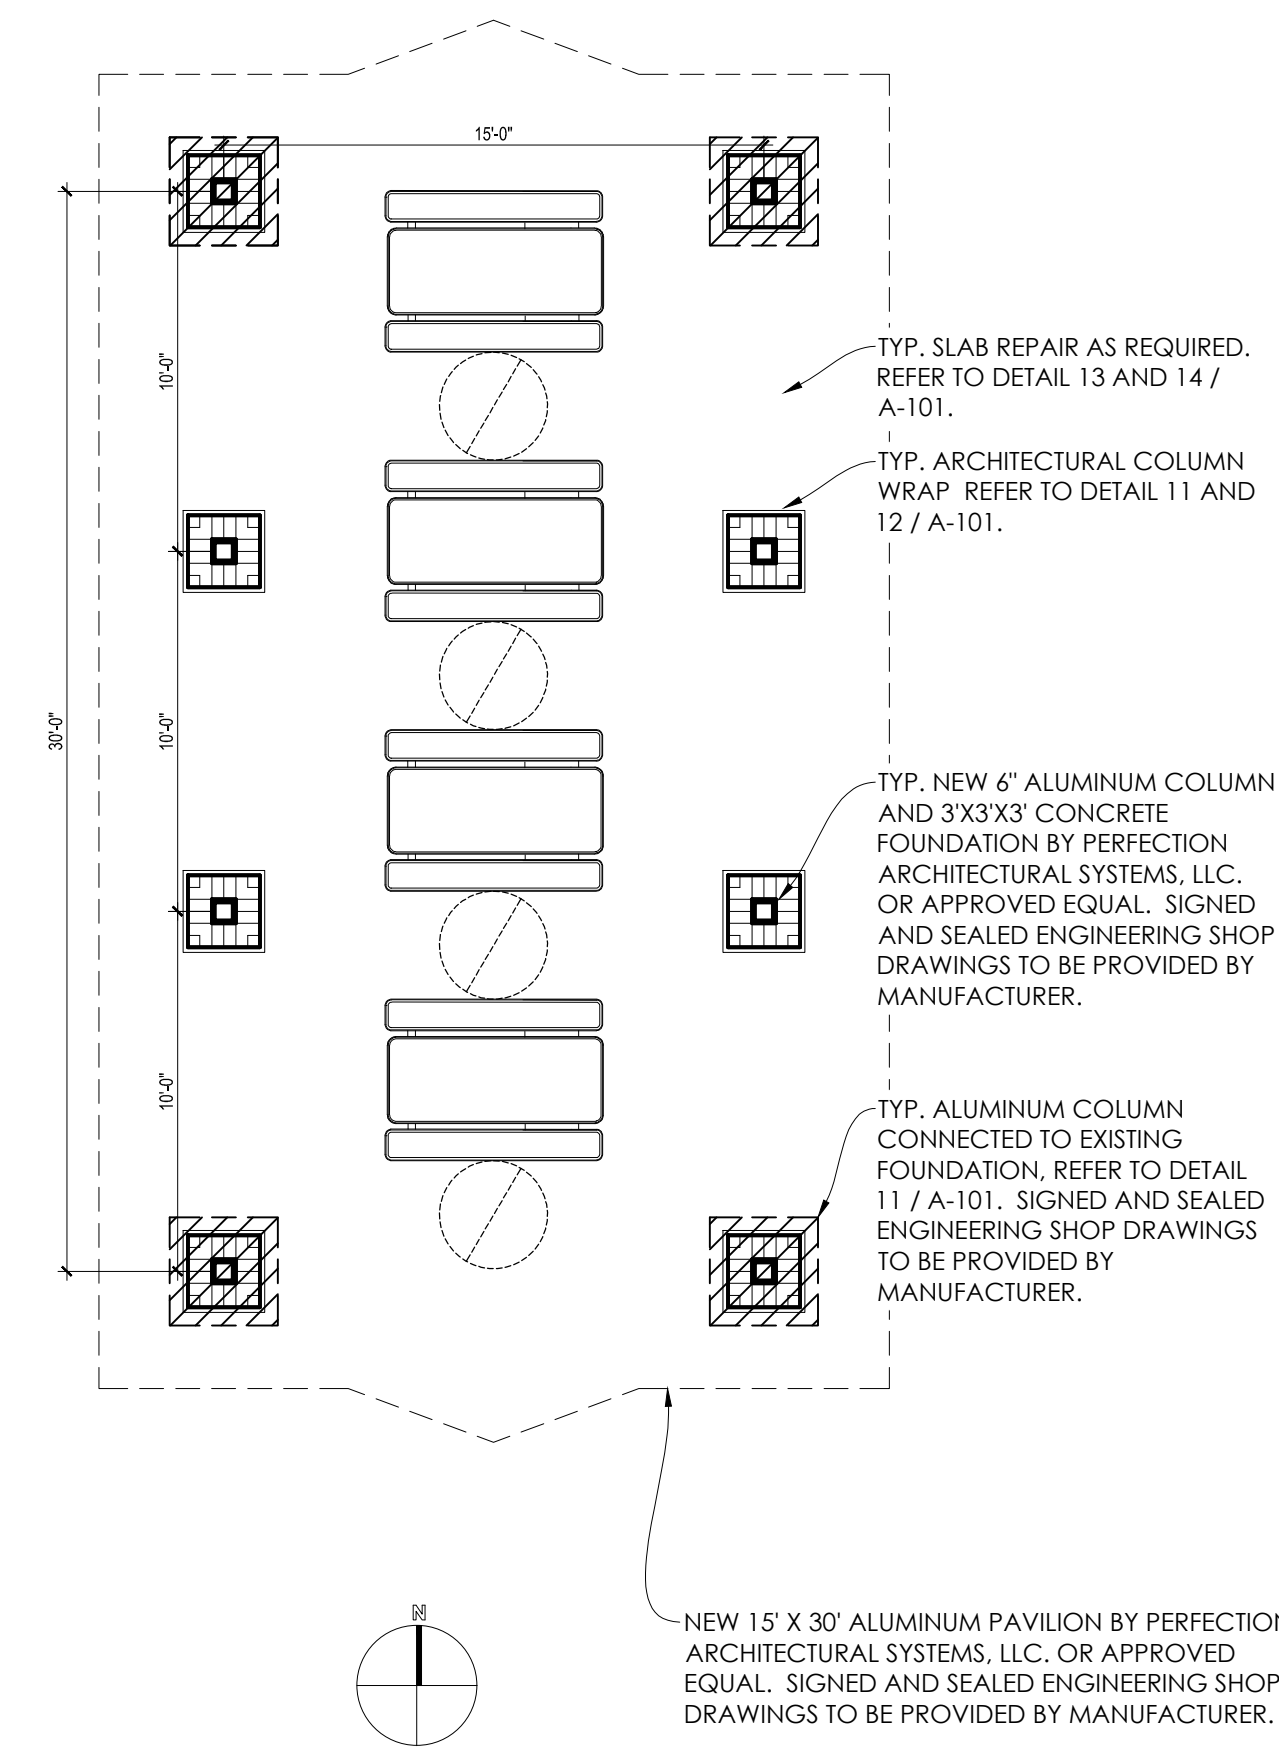 15'-0"
10'-0"
30'-0"
10'-0"
10'-0"
TYP. SLAB REPAIR AS REQUIRED.
REFER TO DETAIL 13 AND 14 /
A-101.
TYP. ARCHITECTURAL COLUMN
WRAP REFER TO DETAIL 11 AND
12 / A-101.
TYP. NEW 6" ALUMINUM COLUMN
AND 3'X3'X3' CONCRETE
FOUNDATION BY PERFECTION
ARCHITECTURAL SYSTEMS, LLC.
OR APPROVED EQUAL. SIGNED
AND SEALED ENGINEERING SHOP
DRAWINGS TO BE PROVIDED BY
MANUFACTURER.
TYP. ALUMINUM COLUMN
CONNECTED TO EXISTING
FOUNDATION, REFER TO DETAIL
11 / A-101. SIGNED AND SEALED
ENGINEERING SHOP DRAWINGS
TO BE PROVIDED BY
MANUFACTURER.
N
NEW 15' X 30' ALUMINUM PAVILION BY PERFECTION
ARCHITECTURAL SYSTEMS, LLC. OR APPROVED
EQUAL. SIGNED AND SEALED ENGINEERING SHOP
DRAWINGS TO BE PROVIDED BY MANUFACTURER.